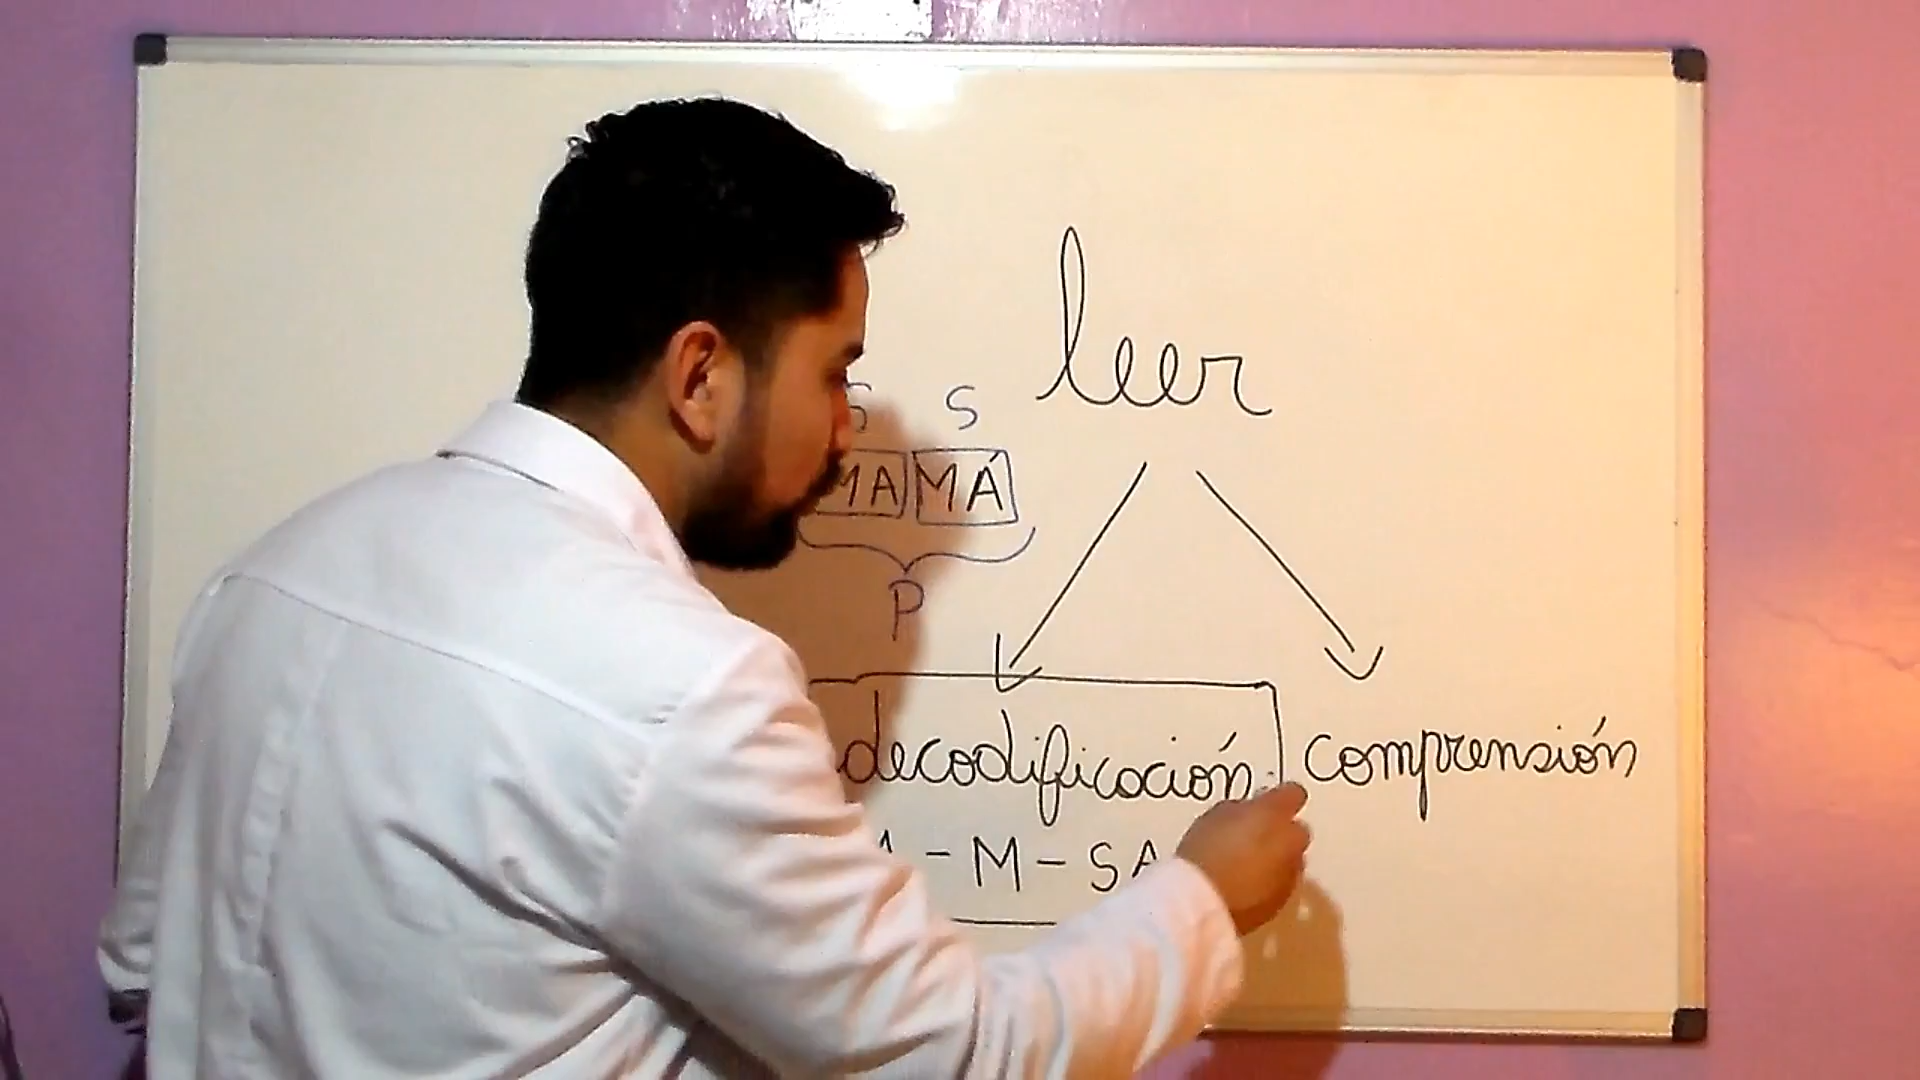 leer
S S
MA MÁ
P
decodificación comprensión
- M - SA